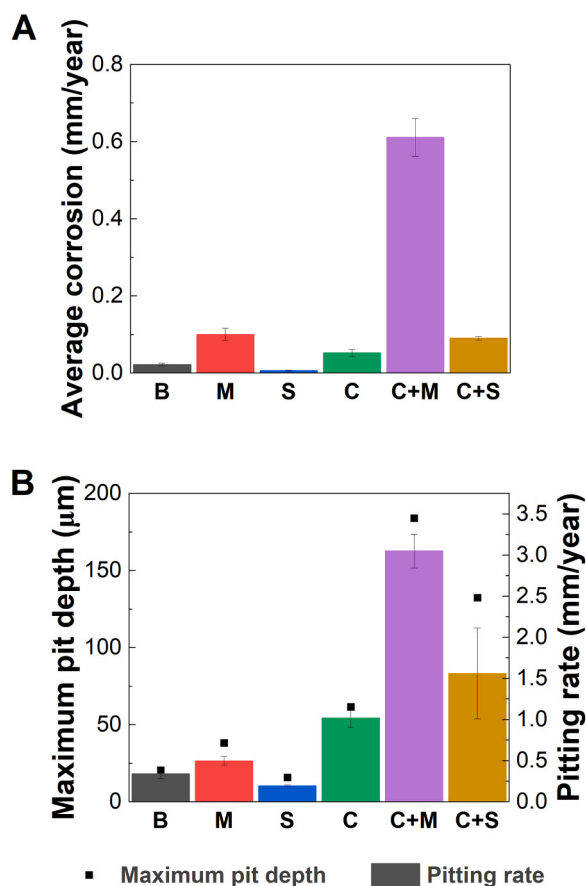 A
Average corrosion (mm/year)
0.8
0.6
0.4
0.2
0.0
B M S C C+M C+S
B
Maximum pit depth (μm)
200
150
100
50
0
Pitting rate (mm/year)
3.5
3.0
2.5
2.0
1.5
1.0
0.5
0.0
B M S C C+M C+S
Maximum pit depth Pitting rate